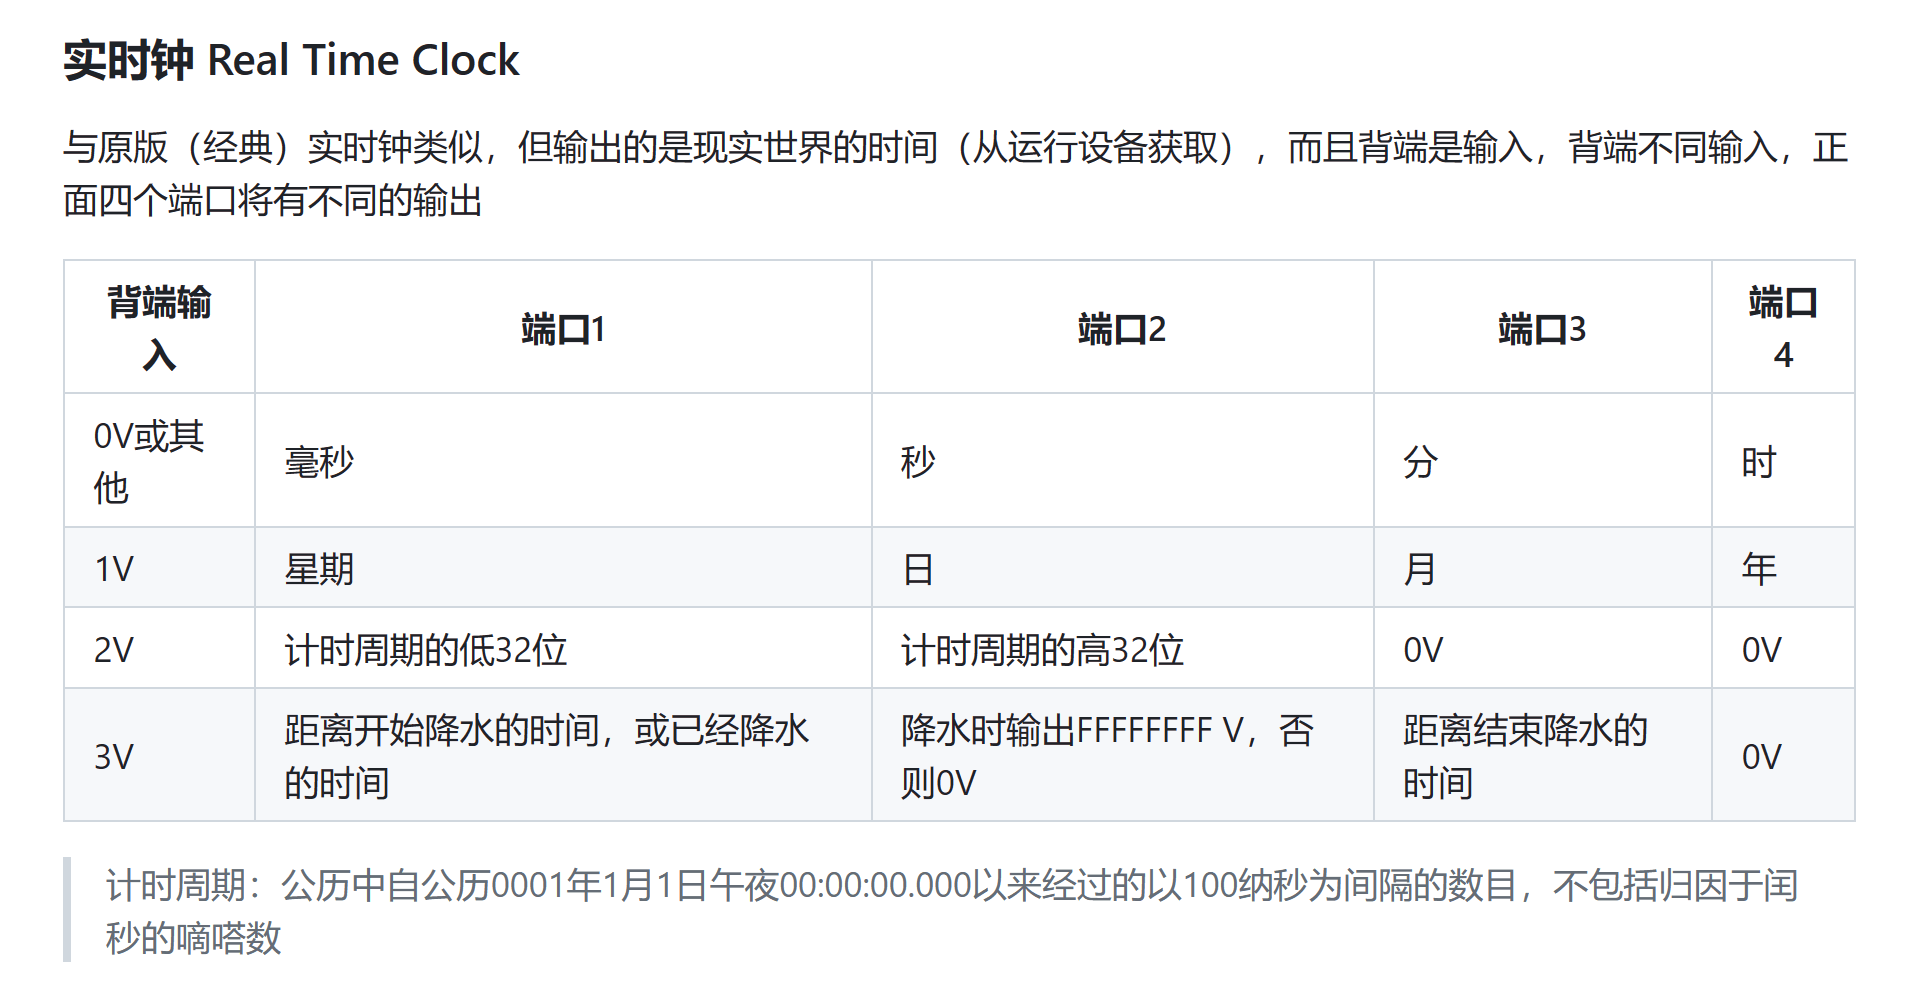 实时钟 Real Time Clock
与原版（经典）实时钟类似，但输出的是现实世界的时间（从运行设备获取），而且背端是输入，背端不同输入，正
面四个端口将有不同的输出
背端输入 端口1 端口2 端口3 端口4
0V或其他 毫秒 秒 分 时
1V 星期 日 月 年
2V 计时周期的低32位 计时周期的高32位 0V 0V
3V 距离开始降水的时间，或已经降水的时间 降水时输出FFFFFFFF V，否则0V 距离结束降水的时间 0V
计时周期：公历中自公历0001年1月1日午夜00:00:00.000以来经过的以100纳秒为间隔的数目，不包括归因于闰
秒的嘀嗒数